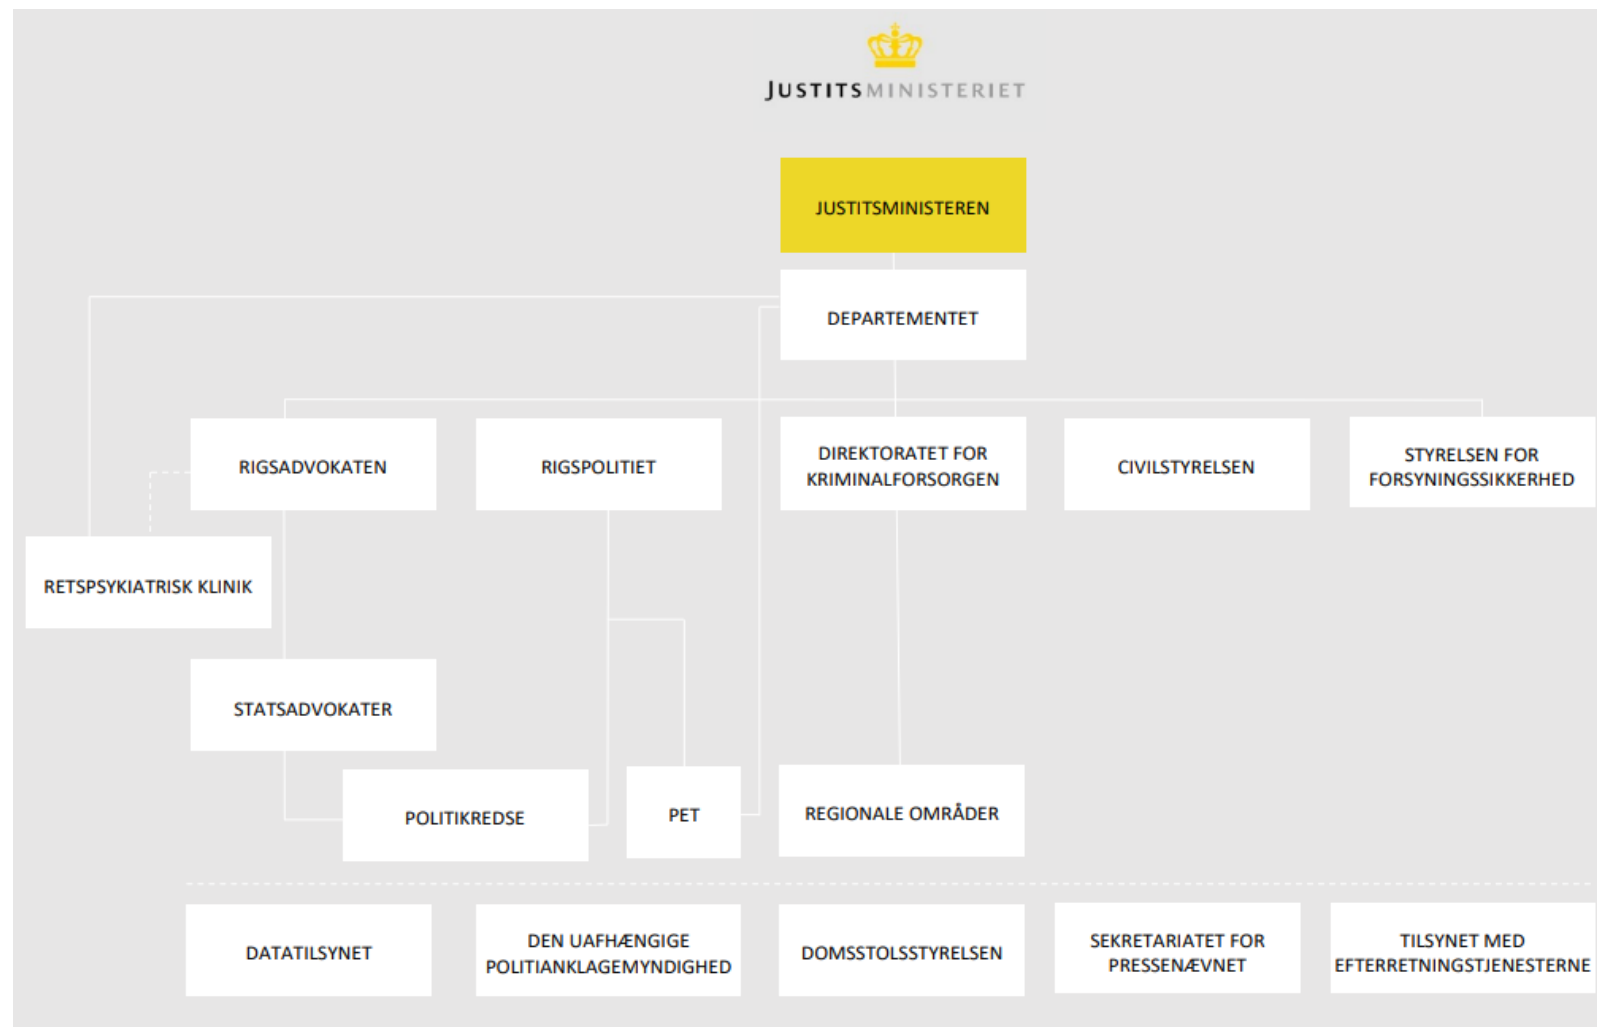 JUSTITSMINISTERIET
JUSTITSMINISTEREN
DEPARTEMENTET
RIGSADVOKATEN
RIGSPOLITIET
DIREKTORATET FOR
KRIMINALFORSORGEN
CIVILSTYRELSEN
STYRELSEN FOR
FORSYNINGSSIKKERHED
RETSPSYKIATRISK KLINIK
STATSADVOKATER
POLITIKREDSE
PET
REGIONALE OMRÅDER
DATATILSYNET
DEN UAFHÆNGIGE
POLITIANKLAGEMYNDIGHED
DOMSSTOLSSTYRELSEN
SEKRETARIATET FOR
PRESSENÆVNET
TILSYNET MED
EFTERRETNINGSTJENESTERNE